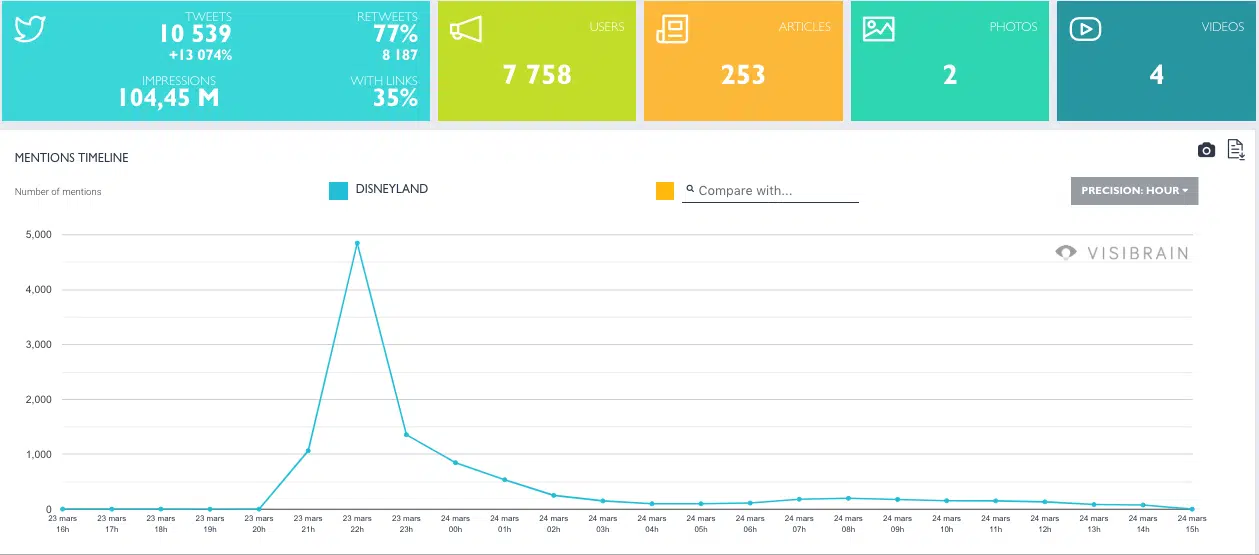 TWEETS
10 539
+13 074%
IMPRESSIONS
104,45 M
RETWEETS
77%
8 187
WITH LINKS
35%
USERS
7 758
ARTICLES
253
PHOTOS
2
VIDEOS
4
MENTIONS TIMELINE
Number of mentions
DISNEYLAND
Compare with...
PRECISION: HOUR
VISIBRAIN
5,000
4,000
3,000
2,000
1,000
0
23 mars 16h
23 mars 17h
23 mars 18h
23 mars 19h
23 mars 20h
23 mars 21h
23 mars 22h
23 mars 23h
24 mars 00h
24 mars 01h
24 mars 02h
24 mars 03h
24 mars 04h
24 mars 05h
24 mars 06h
24 mars 07h
24 mars 08h
24 mars 09h
24 mars 10h
24 mars 11h
24 mars 12h
24 mars 13h
24 mars 14h
24 mars 15h